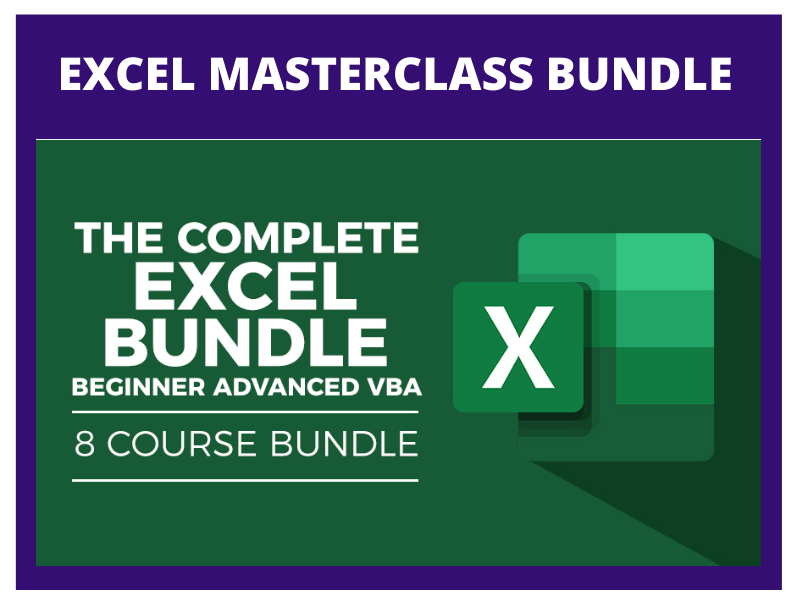 EXCEL MASTERCLASS BUNDLE
THE COMPLETE
EXCEL
BUNDLE
BEGINNER ADVANCED VBA
8 COURSE BUNDLE
X